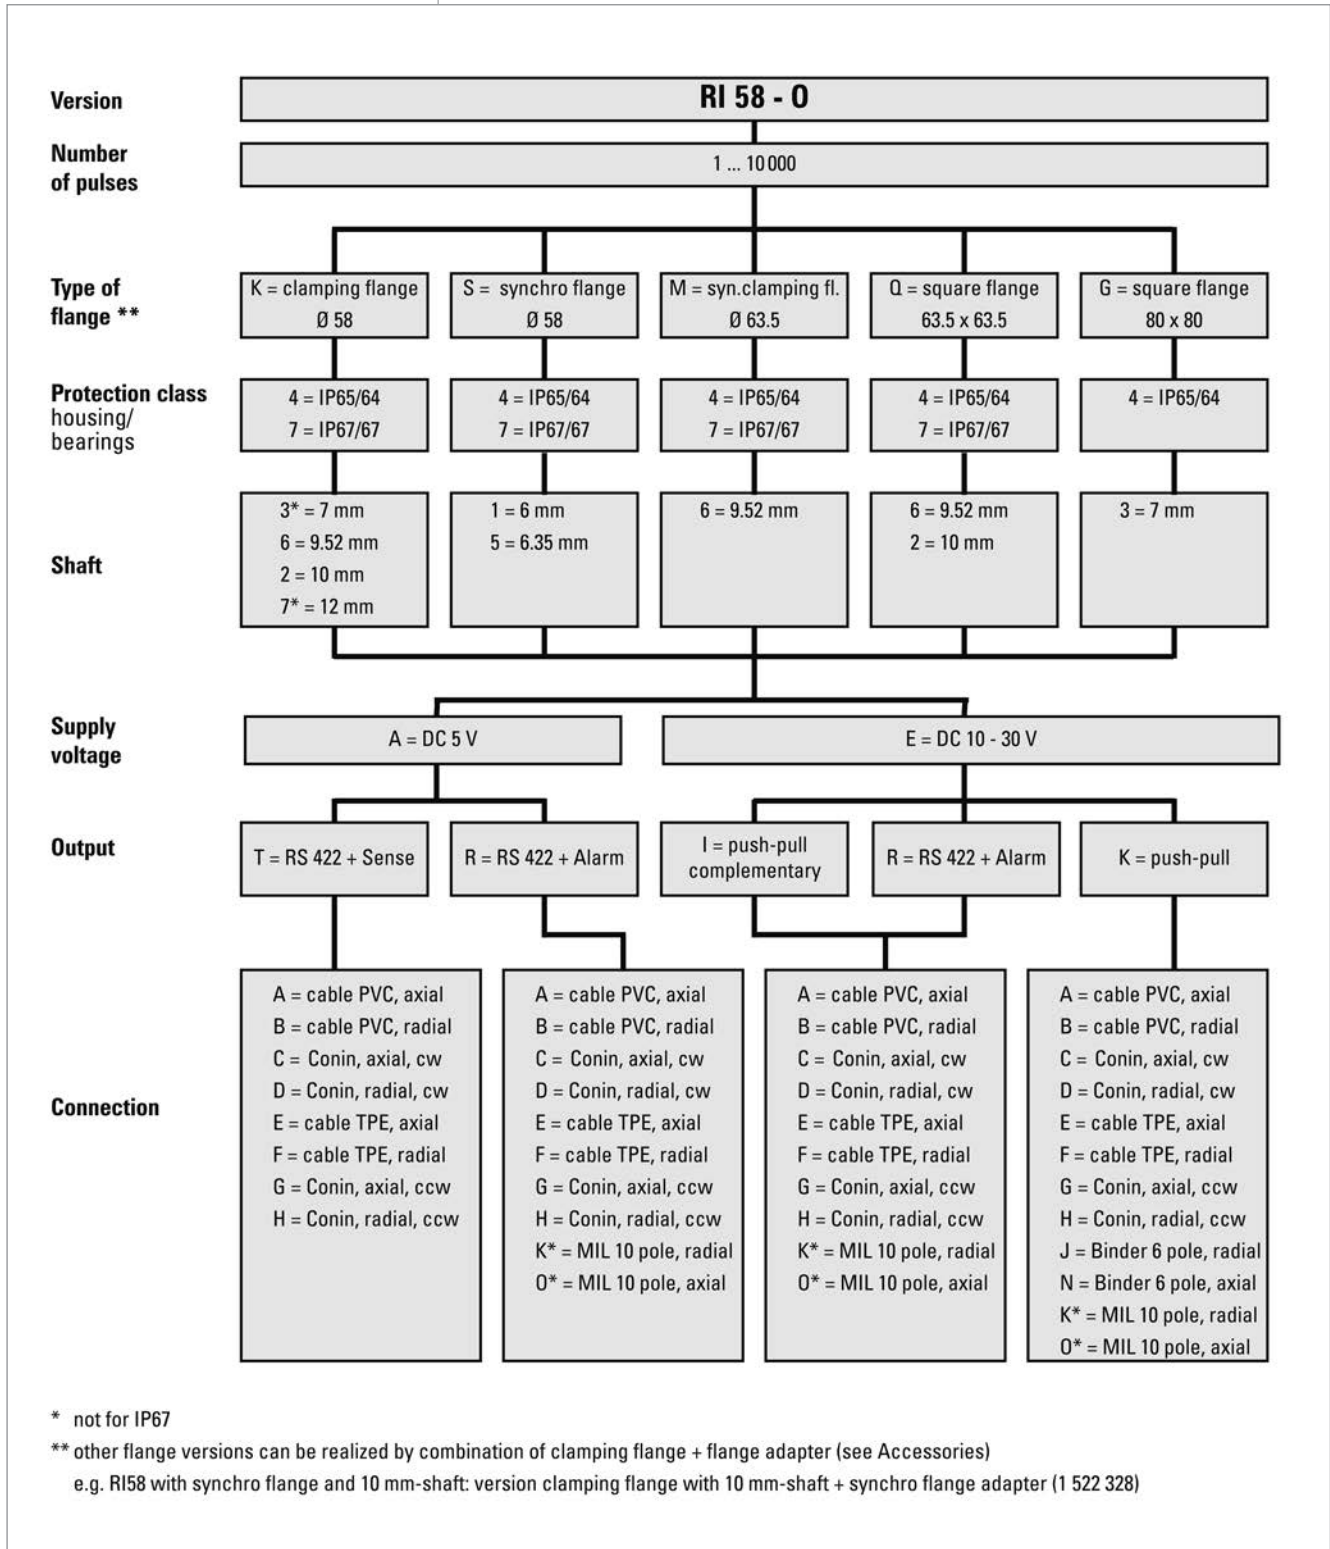 Version
RI 58 - O
Number
of pulses
1 ... 10 000
Type of
flange **
K = clamping flange
Ø 58
S = synchro flange
Ø 58
M = syn.clamping fl.
Ø 63.5
Q = square flange
63.5 x 63.5
G = square flange
80 x 80
Protection class
housing/
bearings
4 = IP65/64
7 = IP67/67
4 = IP65/64
7 = IP67/67
4 = IP65/64
7 = IP67/67
4 = IP65/64
7 = IP67/67
4 = IP65/64
Shaft
3* = 7 mm
6 = 9.52 mm
2 = 10 mm
7* = 12 mm
1 = 6 mm
5 = 6.35 mm
6 = 9.52 mm
6 = 9.52 mm
2 = 10 mm
3 = 7 mm
Supply
voltage
A = DC 5 V
E = DC 10 - 30 V
Output
T = RS 422 + Sense
R = RS 422 + Alarm
I = push-pull
complementary
R = RS 422 + Alarm
K = push-pull
Connection
A = cable PVC, axial
B = cable PVC, radial
C = Conin, axial, cw
D = Conin, radial, cw
E = cable TPE, axial
F = cable TPE, radial
G = Conin, axial, ccw
H = Conin, radial, ccw
A = cable PVC, axial
B = cable PVC, radial
C = Conin, axial, cw
D = Conin, radial, cw
E = cable TPE, axial
F = cable TPE, radial
G = Conin, axial, ccw
H = Conin, radial, ccw
K* = MIL 10 pole, radial
O* = MIL 10 pole, axial
A = cable PVC, axial
B = cable PVC, radial
C = Conin, axial, cw
D = Conin, radial, cw
E = cable TPE, axial
F = cable TPE, radial
G = Conin, axial, ccw
H = Conin, radial, ccw
K* = MIL 10 pole, radial
O* = MIL 10 pole, axial
A = cable PVC, axial
B = cable PVC, radial
C = Conin, axial, cw
D = Conin, radial, cw
E = cable TPE, axial
F = cable TPE, radial
G = Conin, axial, ccw
H = Conin, radial, ccw
J = Binder 6 pole, radial
N = Binder 6 pole, axial
K* = MIL 10 pole, radial
O* = MIL 10 pole, axial
* not for IP67
** other flange versions can be realized by combination of clamping flange + flange adapter (see Accessories)
e.g. RI58 with synchro flange and 10 mm-shaft: version clamping flange with 10 mm-shaft + synchro flange adapter (1 522 328)